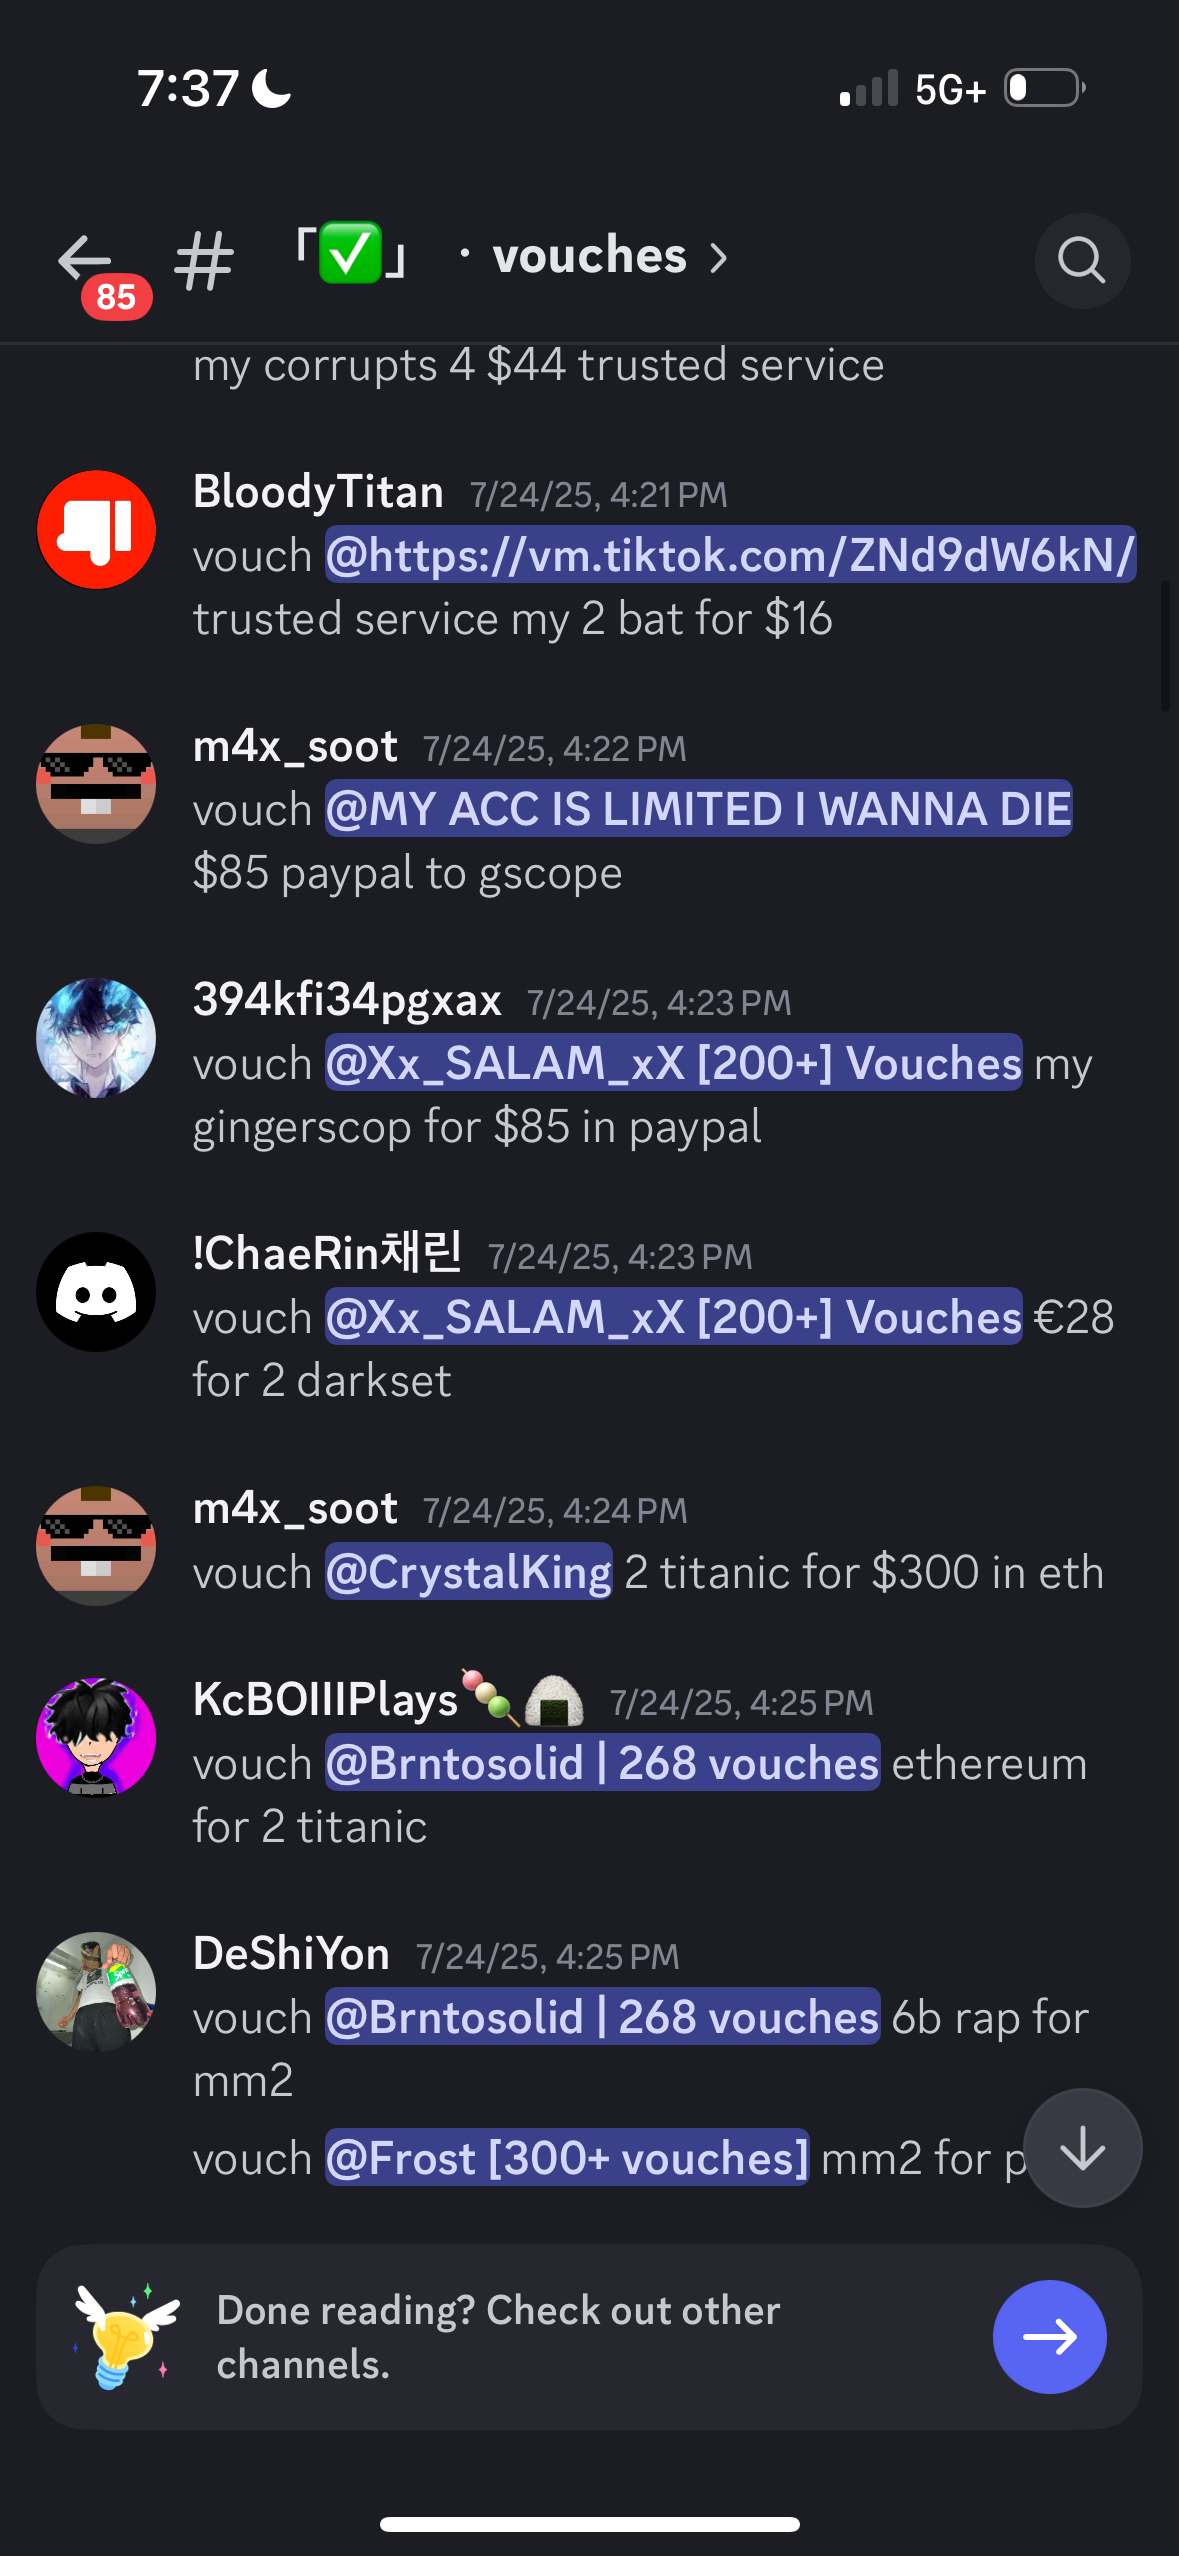 7:37 5G+
85 # 「✅」 · vouches
my corrupts 4 $44 trusted service
BloodyTitan 7/24/25, 4:21 PM
vouch @https://vm.tiktok.com/ZNd9dW6kN/
trusted service my 2 bat for $16
m4x_soot 7/24/25, 4:22 PM
vouch @MY ACC IS LIMITED I WANNA DIE
$85 paypal to gscope
394kfi34pgxax 7/24/25, 4:23 PM
vouch @Xx_SALAM_xX [200+] Vouches my
gingerscop for $85 in paypal
!ChaeRin채린 7/24/25, 4:23 PM
vouch @Xx_SALAM_xX [200+] Vouches €28
for 2 darkset
m4x_soot 7/24/25, 4:24 PM
vouch @CrystalKing 2 titanic for $300 in eth
KcBOIIIPlays🍡🍙 7/24/25, 4:25 PM
vouch @Brntosolid | 268 vouches ethereum
for 2 titanic
DeShiYon 7/24/25, 4:25 PM
vouch @Brntosolid | 268 vouches 6b rap for
mm2
vouch @Frost [300+ vouches] mm2 for p
Done reading? Check out other
channels.